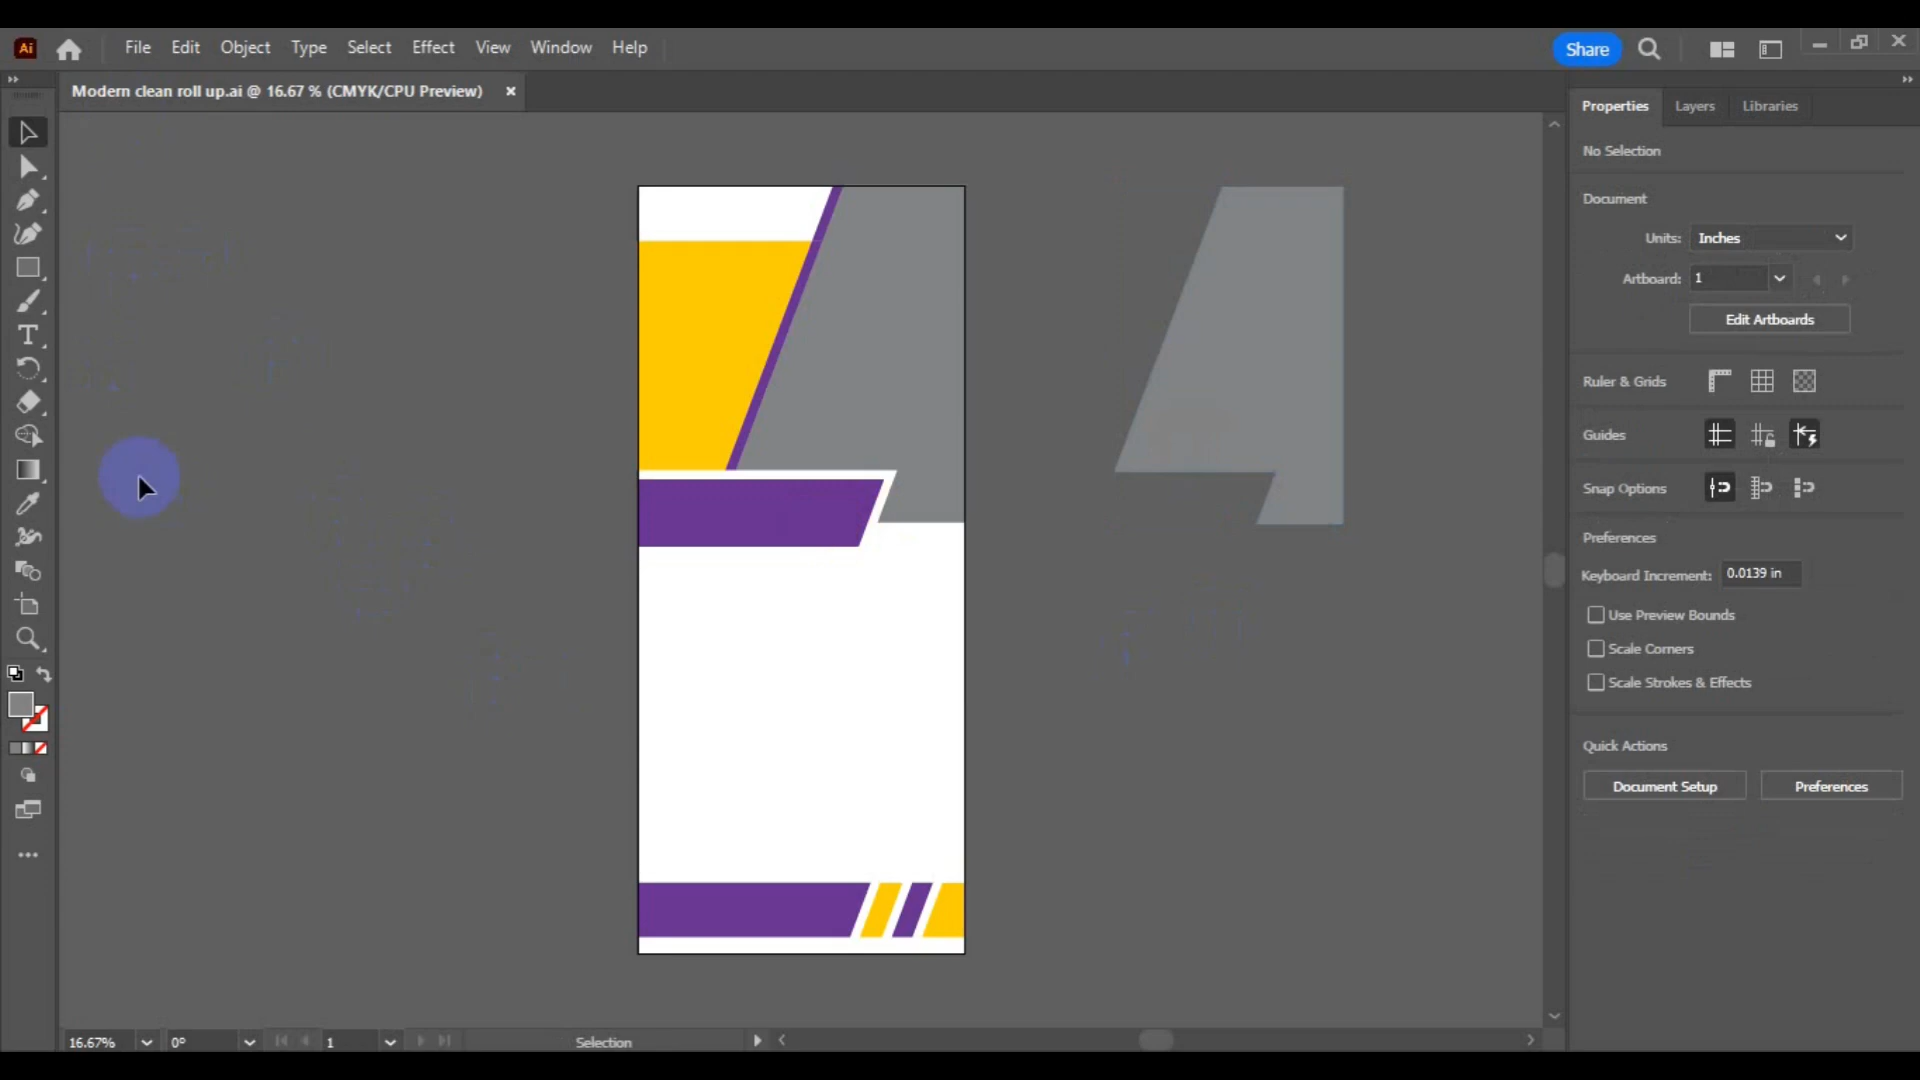 Ai File Edit Object Type Select Effect View Window Help Share
Modern clean roll up.ai @ 16.67 % (CMYK/CPU Preview) ×
Properties Layers Libraries
No Selection
Document
Units: Inches
Artboard: 1
Edit Artboards
Ruler & Grids
Guides
Snap Options
Preferences
Keyboard Increment: 0.0139 in
Use Preview Bounds
Scale Corners
Scale Strokes & Effects
Quick Actions
Document Setup Preferences
16.67% 0° 1 Selection